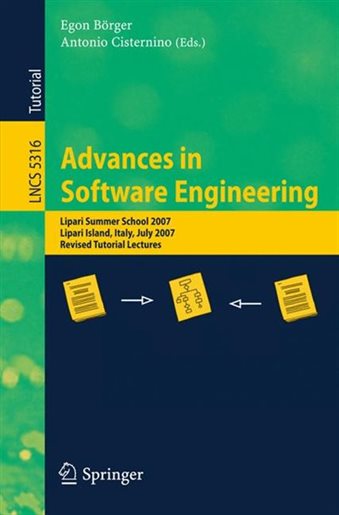 Egon Börger
Antonio Cisternino (Eds.)
Tutorial
LNCS 5316
Advances in
Software Engineering
Lipari Summer School 2007
Lipari Island, Italy, July 2007
Revised Tutorial Lectures
Springer